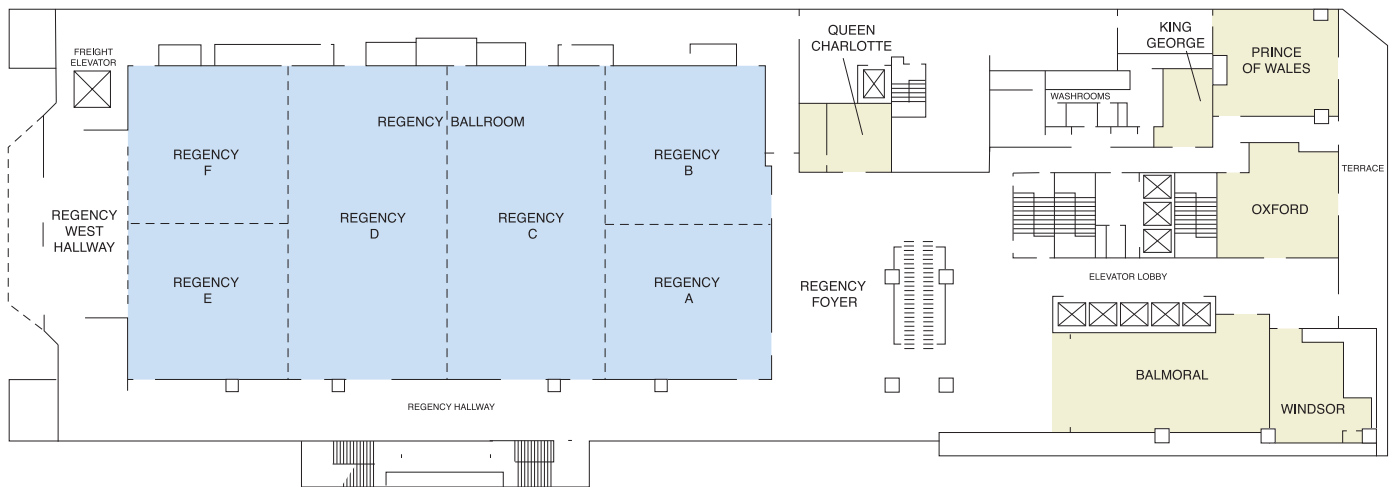 FREIGHT
ELEVATOR
QUEEN
CHARLOTTE
KING
GEORGE
PRINCE
OF WALES
WASHROOMS
REGENCY BALLROOM
REGENCY
F
REGENCY
B
TERRACE
REGENCY
WEST
HALLWAY
REGENCY
D
REGENCY
C
OXFORD
REGENCY
E
REGENCY
A
REGENCY
FOYER
ELEVATOR LOBBY
BALMORAL
WINDSOR
REGENCY HALLWAY